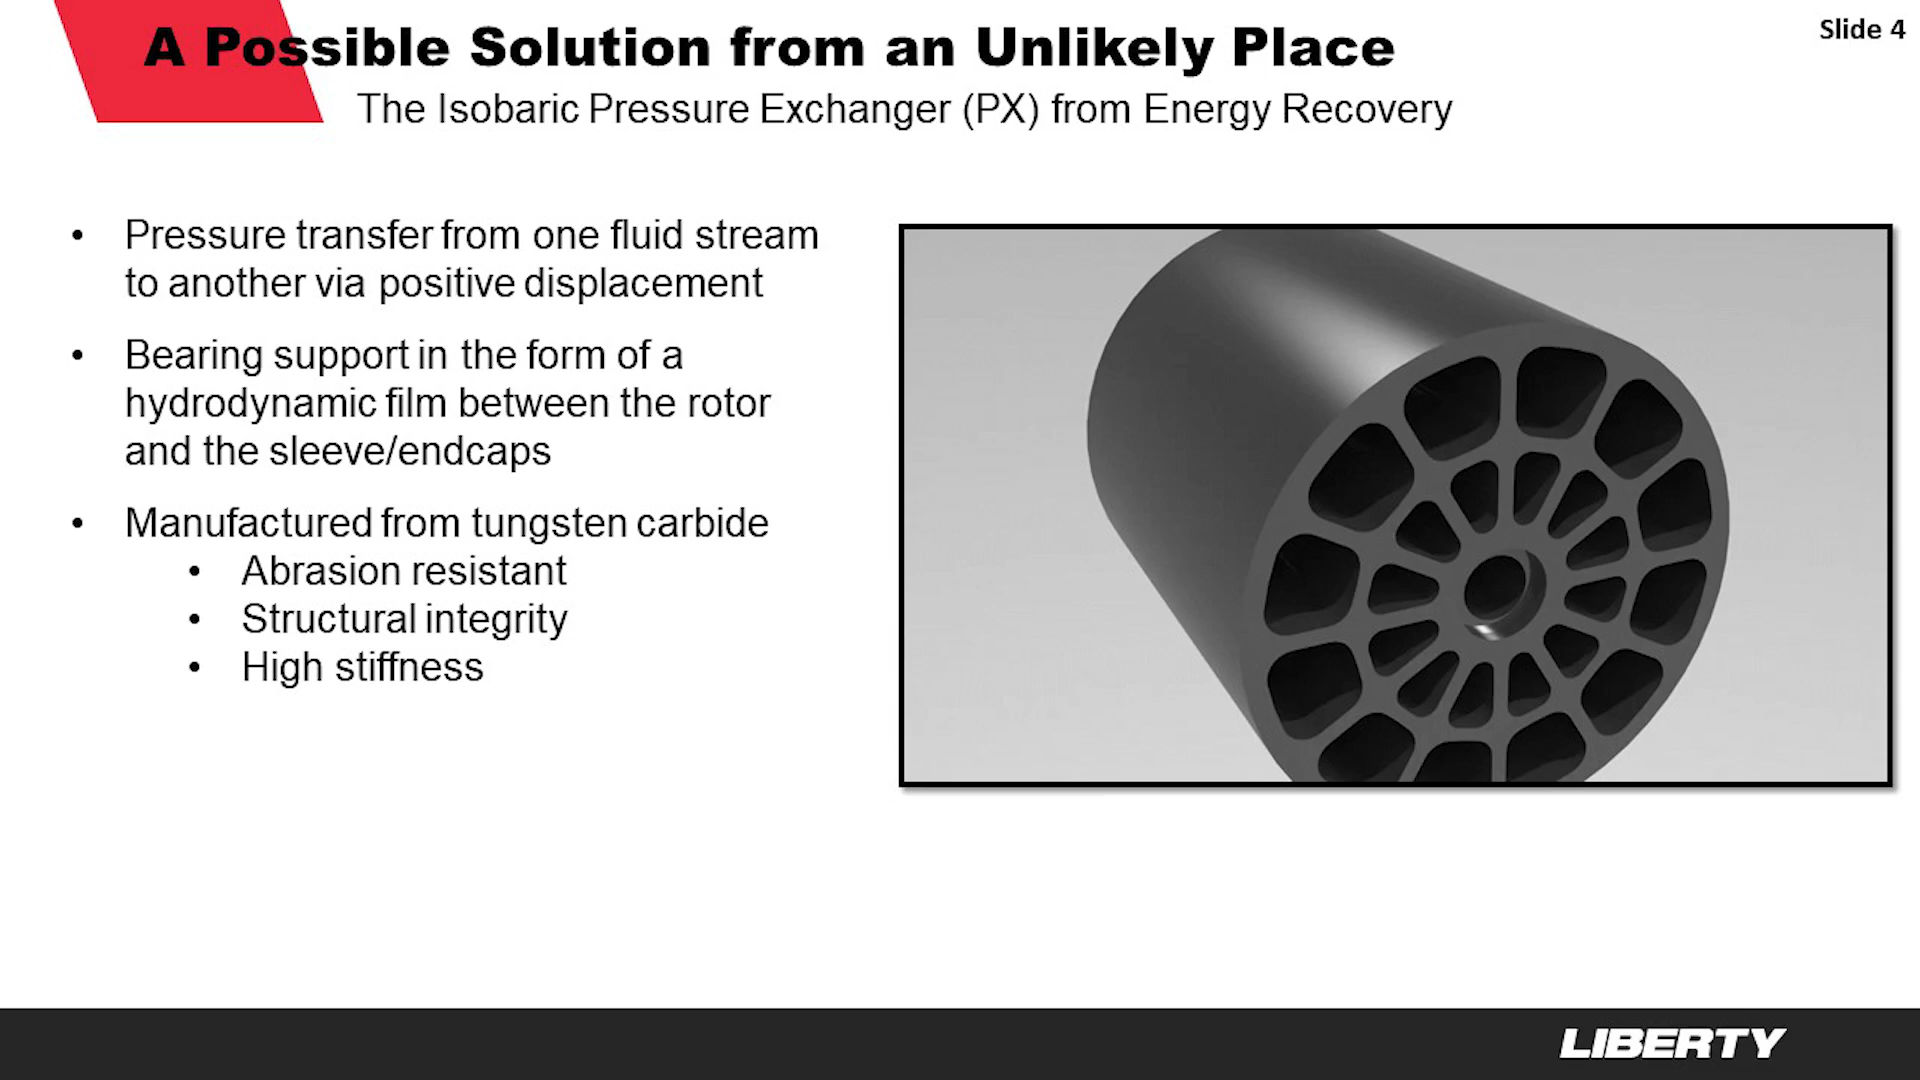 A Possible Solution from an Unlikely Place
Slide 4
The Isobaric Pressure Exchanger (PX) from Energy Recovery
• Pressure transfer from one fluid stream
to another via positive displacement
• Bearing support in the form of a
hydrodynamic film between the rotor
and the sleeve/endcaps
• Manufactured from tungsten carbide
• Abrasion resistant
• Structural integrity
• High stiffness
LIBERTY